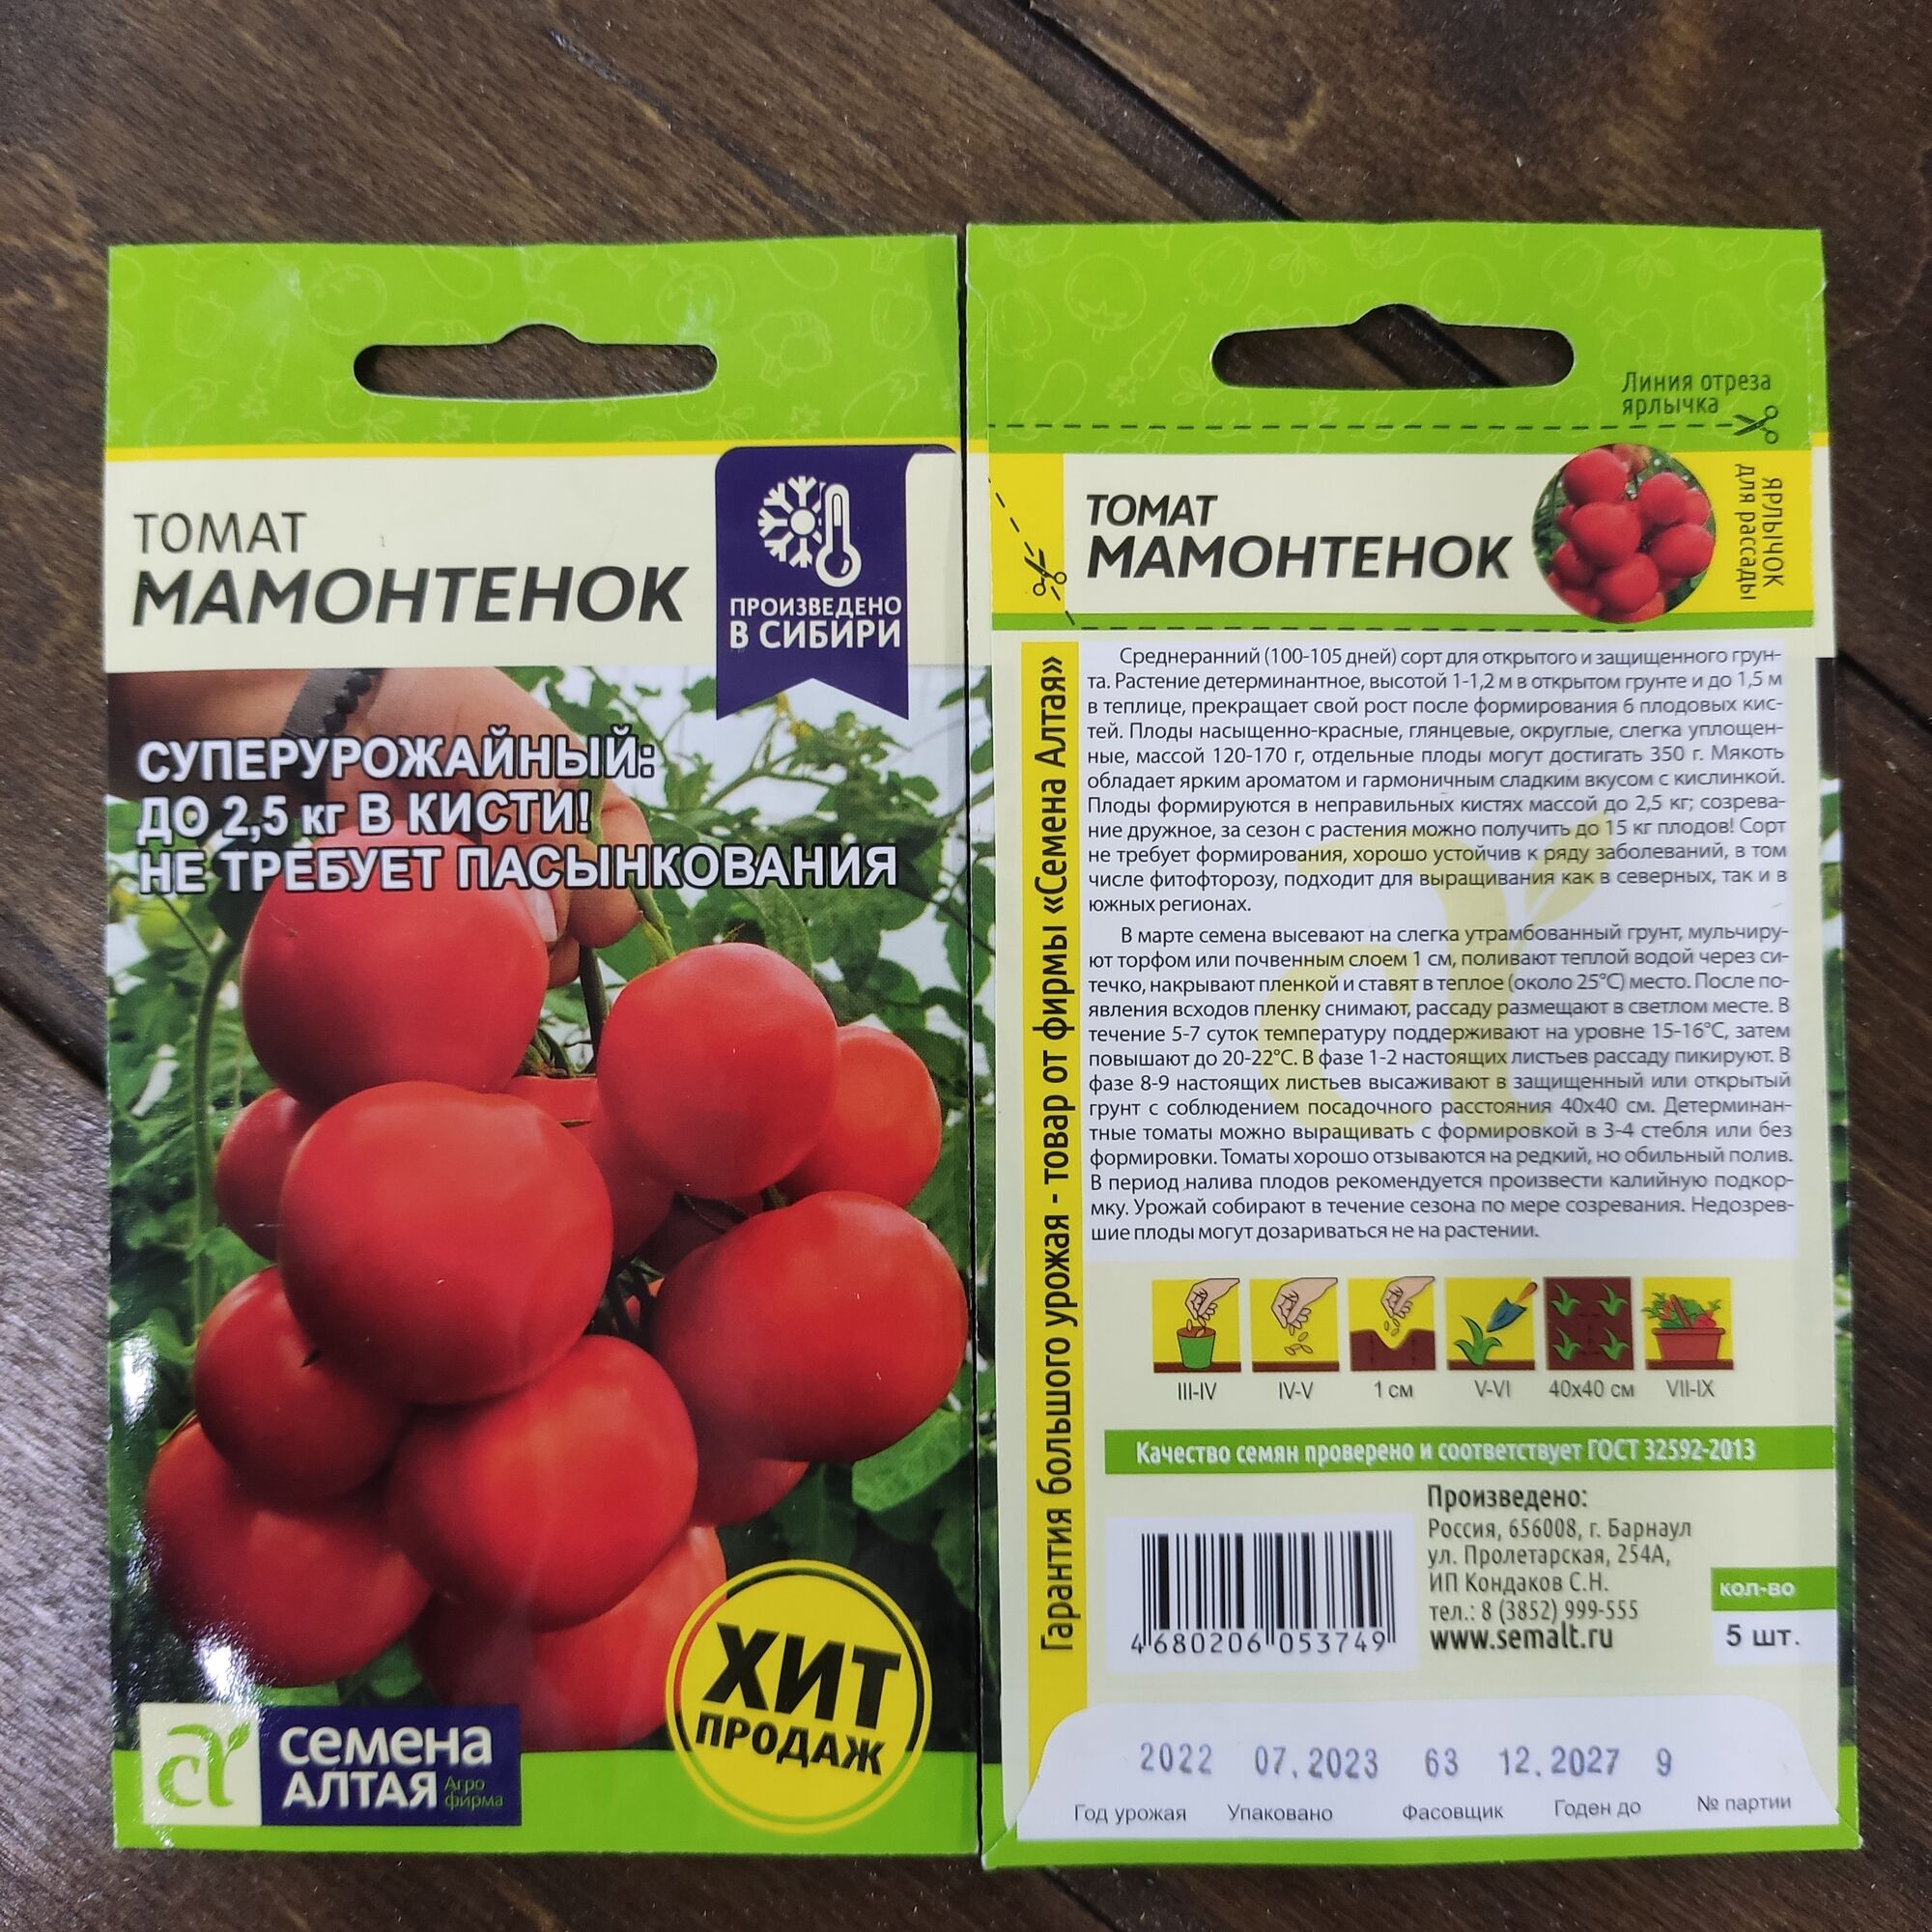 ТОМАТ
МАМОНТЕНОК
ПРОИЗВЕДЕНО
В СИБИРИ
СУПЕРУРОЖАЙНЫЙ:
ДО 2,5 кг В КИСТИ!
НЕ ТРЕБУЕТ ПАСЫНКОВАНИЯ
ХИТ
ПРОДАЖ
семена
АЛТАЯ
Агро
фирма
Линия отреза
ярлычка
ТОМАТ
МАМОНТЕНОК
ЯРЛЫЧОК
для рассады
Гарантия большого урожая - товар от фирмы «Семена Алтая»
Среднеранний (100-105 дней) сорт для открытого и защищенного грун-
та. Растение детерминантное, высотой 1-1,2 м в открытом грунте и до 1,5 м
в теплице, прекращает свой рост после формирования 6 плодовых кис-
тей. Плоды насыщенно-красные, глянцевые, округлые, слегка уплощен-
ные, массой 120-170 г, отдельные плоды могут достигать 350 г. Мякоть
обладает ярким ароматом и гармоничным сладким вкусом с кислинкой.
Плоды формируются в неправильных кистях массой до 2,5 кг; созрева-
ние дружное, за сезон с растения можно получить до 15 кг плодов! Сорт
не требует формирования, хорошо устойчив к ряду заболеваний, в том
числе фитофторозу, подходит для выращивания как в северных, так и в
южных регионах.
В марте семена высевают на слегка утрамбованный грунт, мульчиру-
ют торфом или почвенным слоем 1 см, поливают теплой водой через си-
течко, накрывают пленкой и ставят в теплое (около 25°С) место. После по-
явления всходов пленку снимают, рассаду размещают в светлом месте. В
течение 5-7 суток температуру поддерживают на уровне 15-16°С, затем
повышают до 20-22°С. В фазе 1-2 настоящих листьев рассаду пикируют. В
фазе 8-9 настоящих листьев высаживают в защищенный или открытый
грунт с соблюдением посадочного расстояния 40х40 см. Детерминан-
тные томаты можно выращивать с формировкой в 3-4 стебля или без
формировки. Томаты хорошо отзываются на редкий, но обильный полив.
В период налива плодов рекомендуется произвести калийную подкор-
мку. Урожай собирают в течение сезона по мере созревания. Недозрев-
шие плоды могут дозариваться не на растении.
III-IV IV-V 1 см V-VI 40х40 см VII-IX
Качество семян проверено и соответствует ГОСТ 32592-2013
Произведено:
Россия, 656008, г. Барнаул
ул. Пролетарская, 254А,
ИП Кондаков С.Н.
тел.: 8 (3852) 999-555
www.semalt.ru
4 680206 053749
кол-во
5 шт.
2022 07.2023 63 12.2027 9
Год урожая Упаковано Фасовщик Годен до № партии